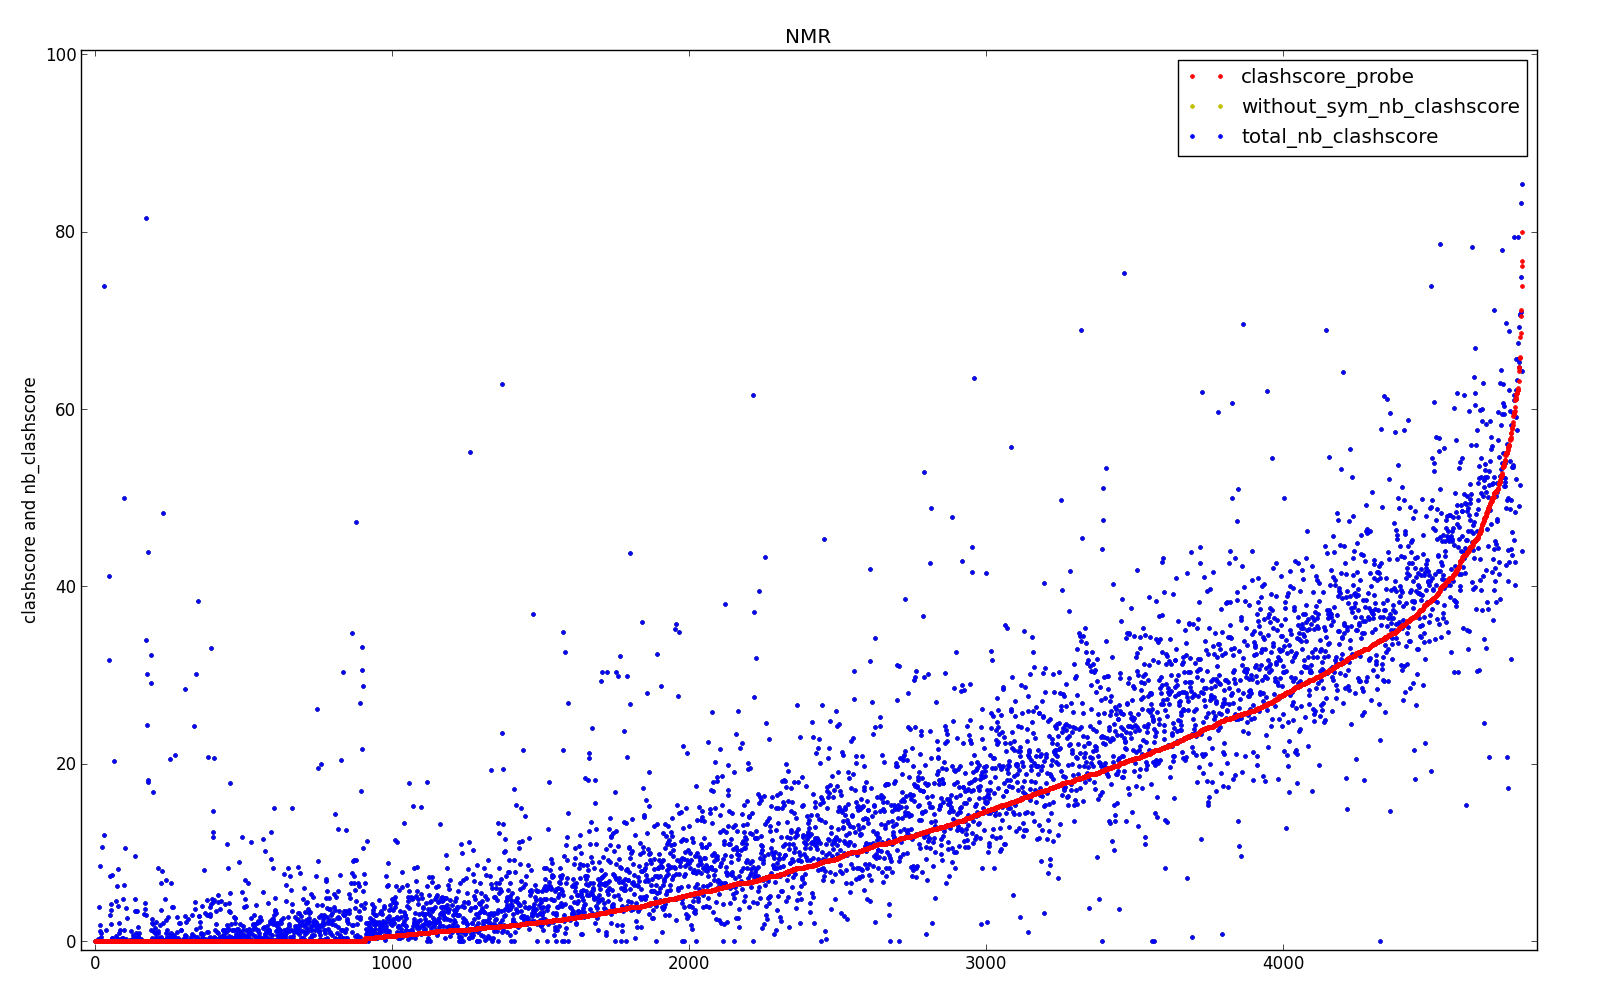 NMR
100
80
60
40
20
0
clashscore and nb_clashscore
clashscore_probe
without_sym_nb_clashscore
total_nb_clashscore
0 1000 2000 3000 4000